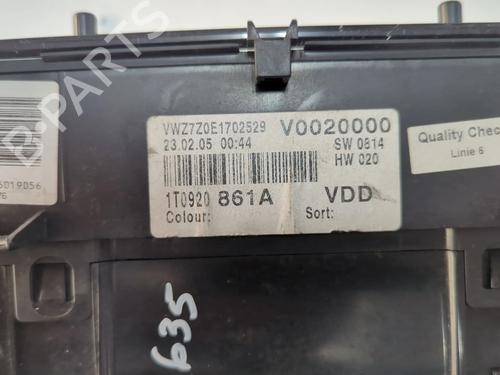 VWZ7Z0E1702529 V0020000
23.02.05 00:44 SW 0814
HW 020
1T0920 861A VDD
Colour: Sort:
Quality Chec
Linie 6
635